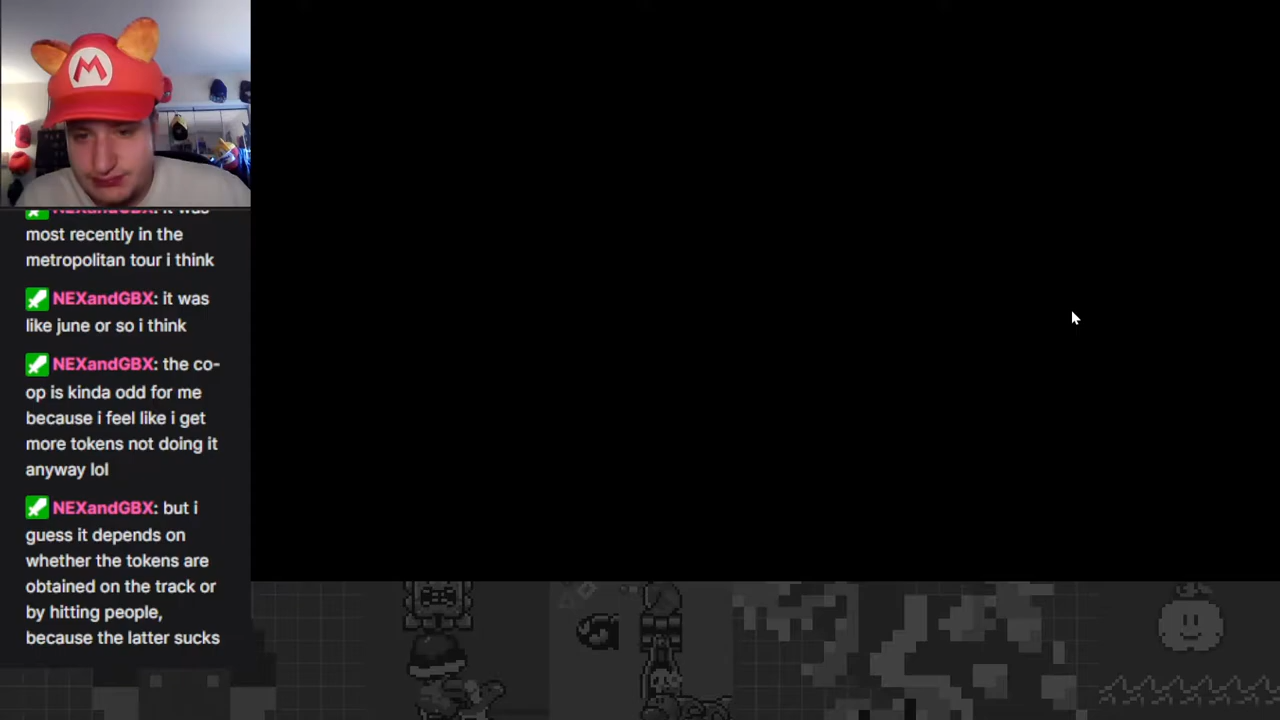 M
NEXandGBX: it was
most recently in the
metropolitan tour i think
NEXandGBX: it was
like june or so i think
NEXandGBX: the co-
op is kinda odd for me
because i feel like i get
more tokens not doing it
anyway lol
NEXandGBX: but i
guess it depends on
whether the tokens are
obtained on the track or
by hitting people,
because the latter sucks